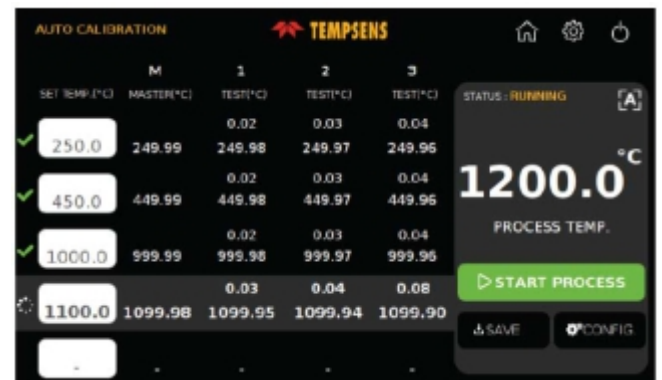 AUTO CALIBRATION TEMPSENS
M 1 2 3
SET TEMP.(°C) MASTER(°C) TEST(°C) TEST(°C) TEST(°C)
0.02 0.03 0.04
250.0 249.99 249.98 249.97 249.96
0.02 0.03 0.04
450.0 449.99 449.98 449.97 449.96
0.02 0.03 0.04
1000.0 999.99 999.98 999.97 999.96
0.03 0.04 0.08
1100.0 1099.98 1099.95 1099.94 1099.90
- - - - -
STATUS : RUNNING [A]
1200.0 °C
PROCESS TEMP.
START PROCESS
SAVE CONFIG.